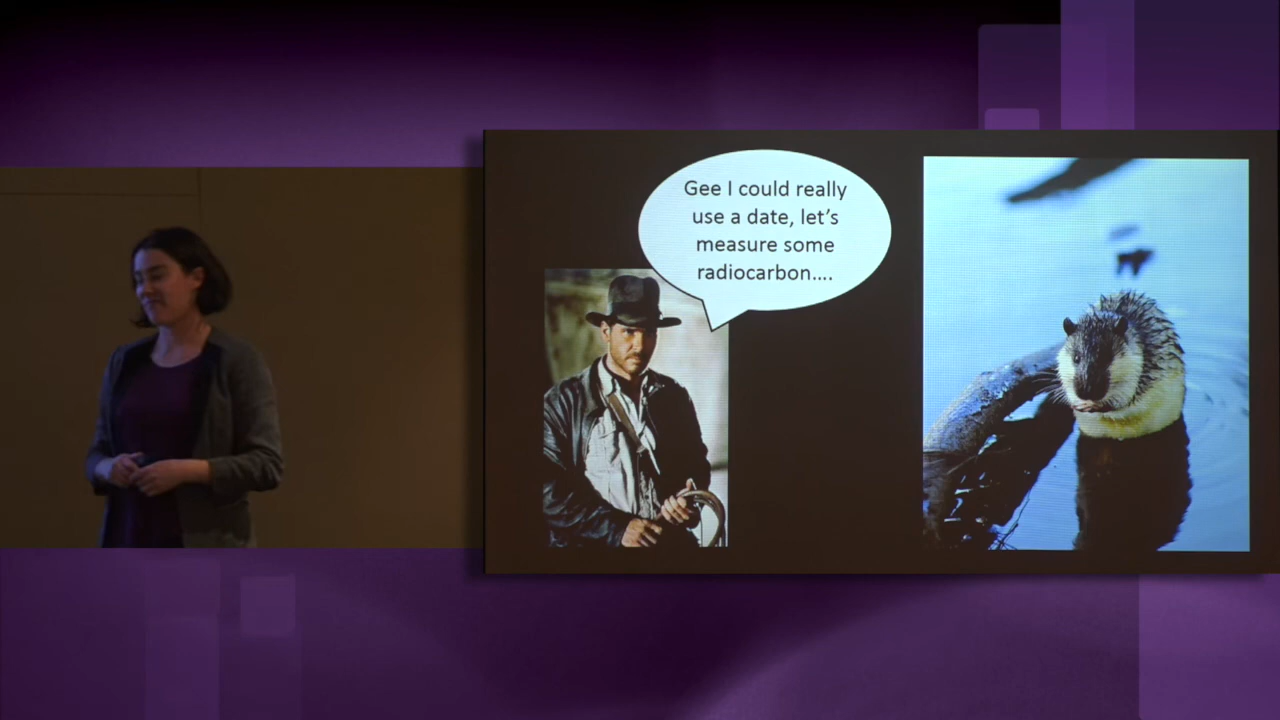 Gee I could really
use a date, let's
measure some
radiocarbon....